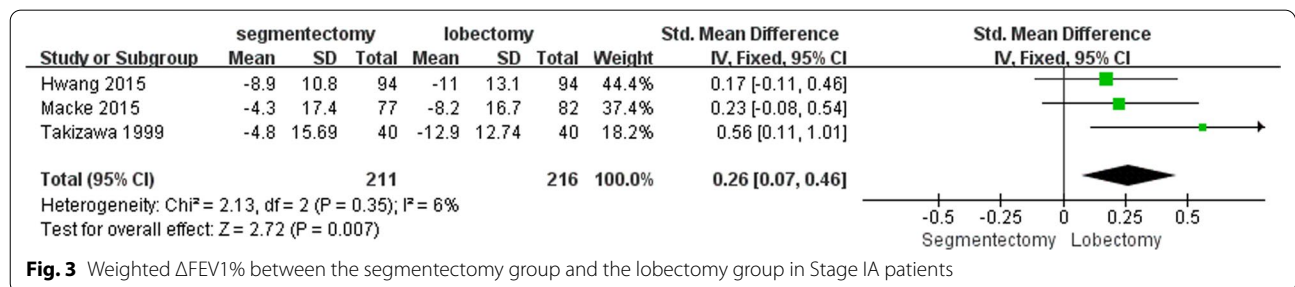 segmentectomy lobectomy Std. Mean Difference Std. Mean Difference
Study or Subgroup Mean SD Total Mean SD Total Weight IV, Fixed, 95% CI IV, Fixed, 95% CI
Hwang 2015 -8.9 10.8 94 -11 13.1 94 44.4% 0.17 [-0.11, 0.46]
Macke 2015 -4.3 17.4 77 -8.2 16.7 82 37.4% 0.23 [-0.08, 0.54]
Takizawa 1999 -4.8 15.69 40 -12.9 12.74 40 18.2% 0.56 [0.11, 1.01]
Total (95% CI) 211 216 100.0% 0.26 [0.07, 0.46]
Heterogeneity: Chi² = 2.13, df = 2 (P = 0.35); I² = 6%
Test for overall effect: Z = 2.72 (P = 0.007)
-0.5 -0.25 0 0.25 0.5
Segmentectomy Lobectomy
Fig. 3 Weighted ΔFEV1% between the segmentectomy group and the lobectomy group in Stage IA patients